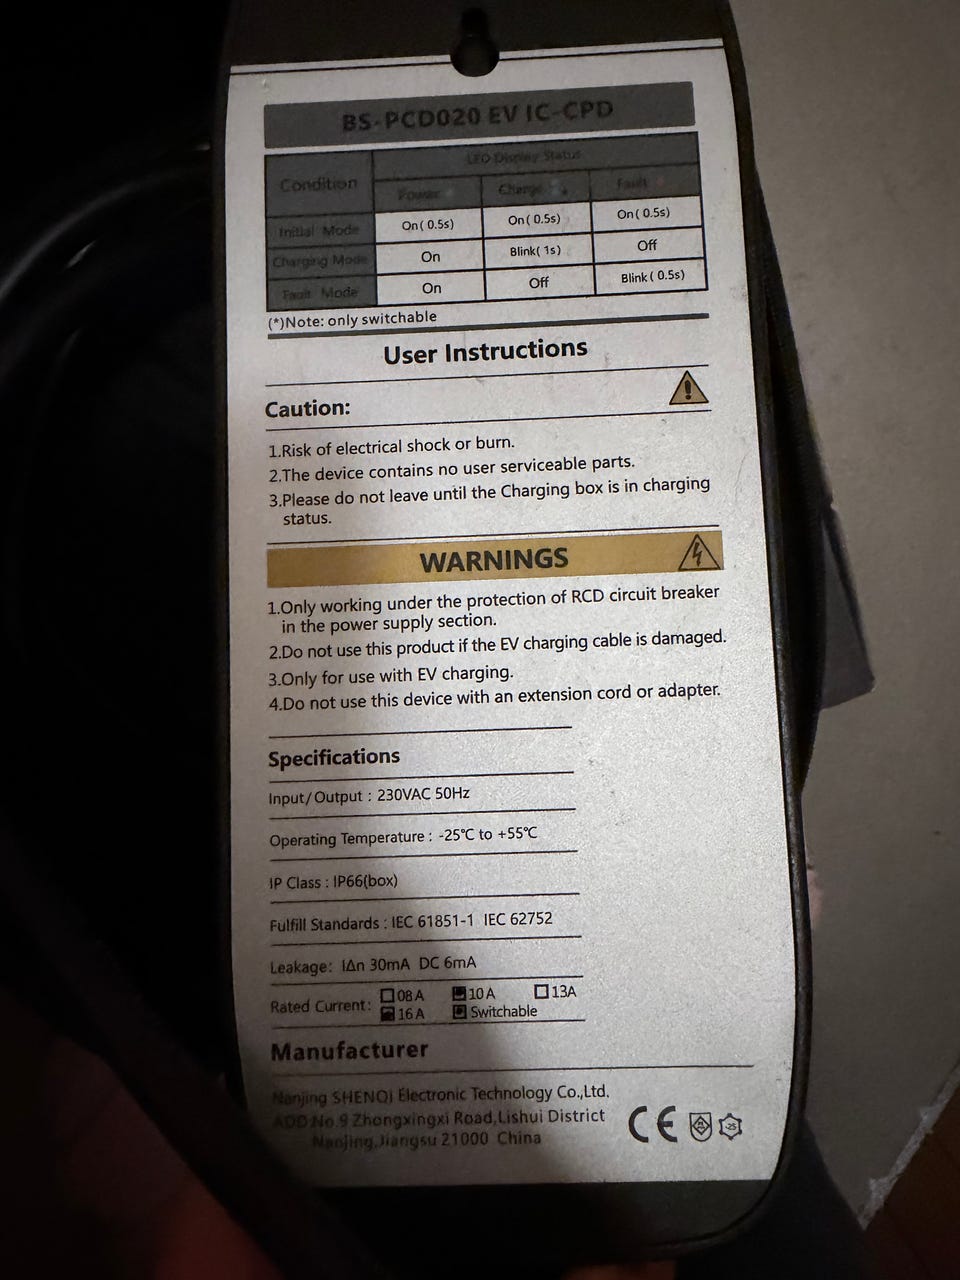 BS-PCD020 EV IC-CPD
Condition
LED Display Status
Power Charge Fault
Initial Mode On( 0.5s) On( 0.5s) On( 0.5s)
Charging Mode On Blink( 1s) Off
Fault Mode On Off Blink( 0.5s)
(*)Note: only switchable
User Instructions
Caution:
1.Risk of electrical shock or burn.
2.The device contains no user serviceable parts.
3.Please do not leave until the Charging box is in charging
status.
WARNINGS
1.Only working under the protection of RCD circuit breaker
in the power supply section.
2.Do not use this product if the EV charging cable is damaged.
3.Only for use with EV charging.
4.Do not use this device with an extension cord or adapter.
Specifications
Input/Output : 230VAC 50Hz
Operating Temperature : -25℃ to +55℃
IP Class : IP66(box)
Fulfill Standards : IEC 61851-1 IEC 62752
Leakage: IΔn 30mA DC 6mA
Rated Current: 08A 10A 13A
16A Switchable
Manufacturer
Nanjing SHENQI Electronic Technology Co.,Ltd.
ADD:No.9 Zhongxingxi Road,Lishui District
Nanjing,Jiangsu 21000 China
CE
-25